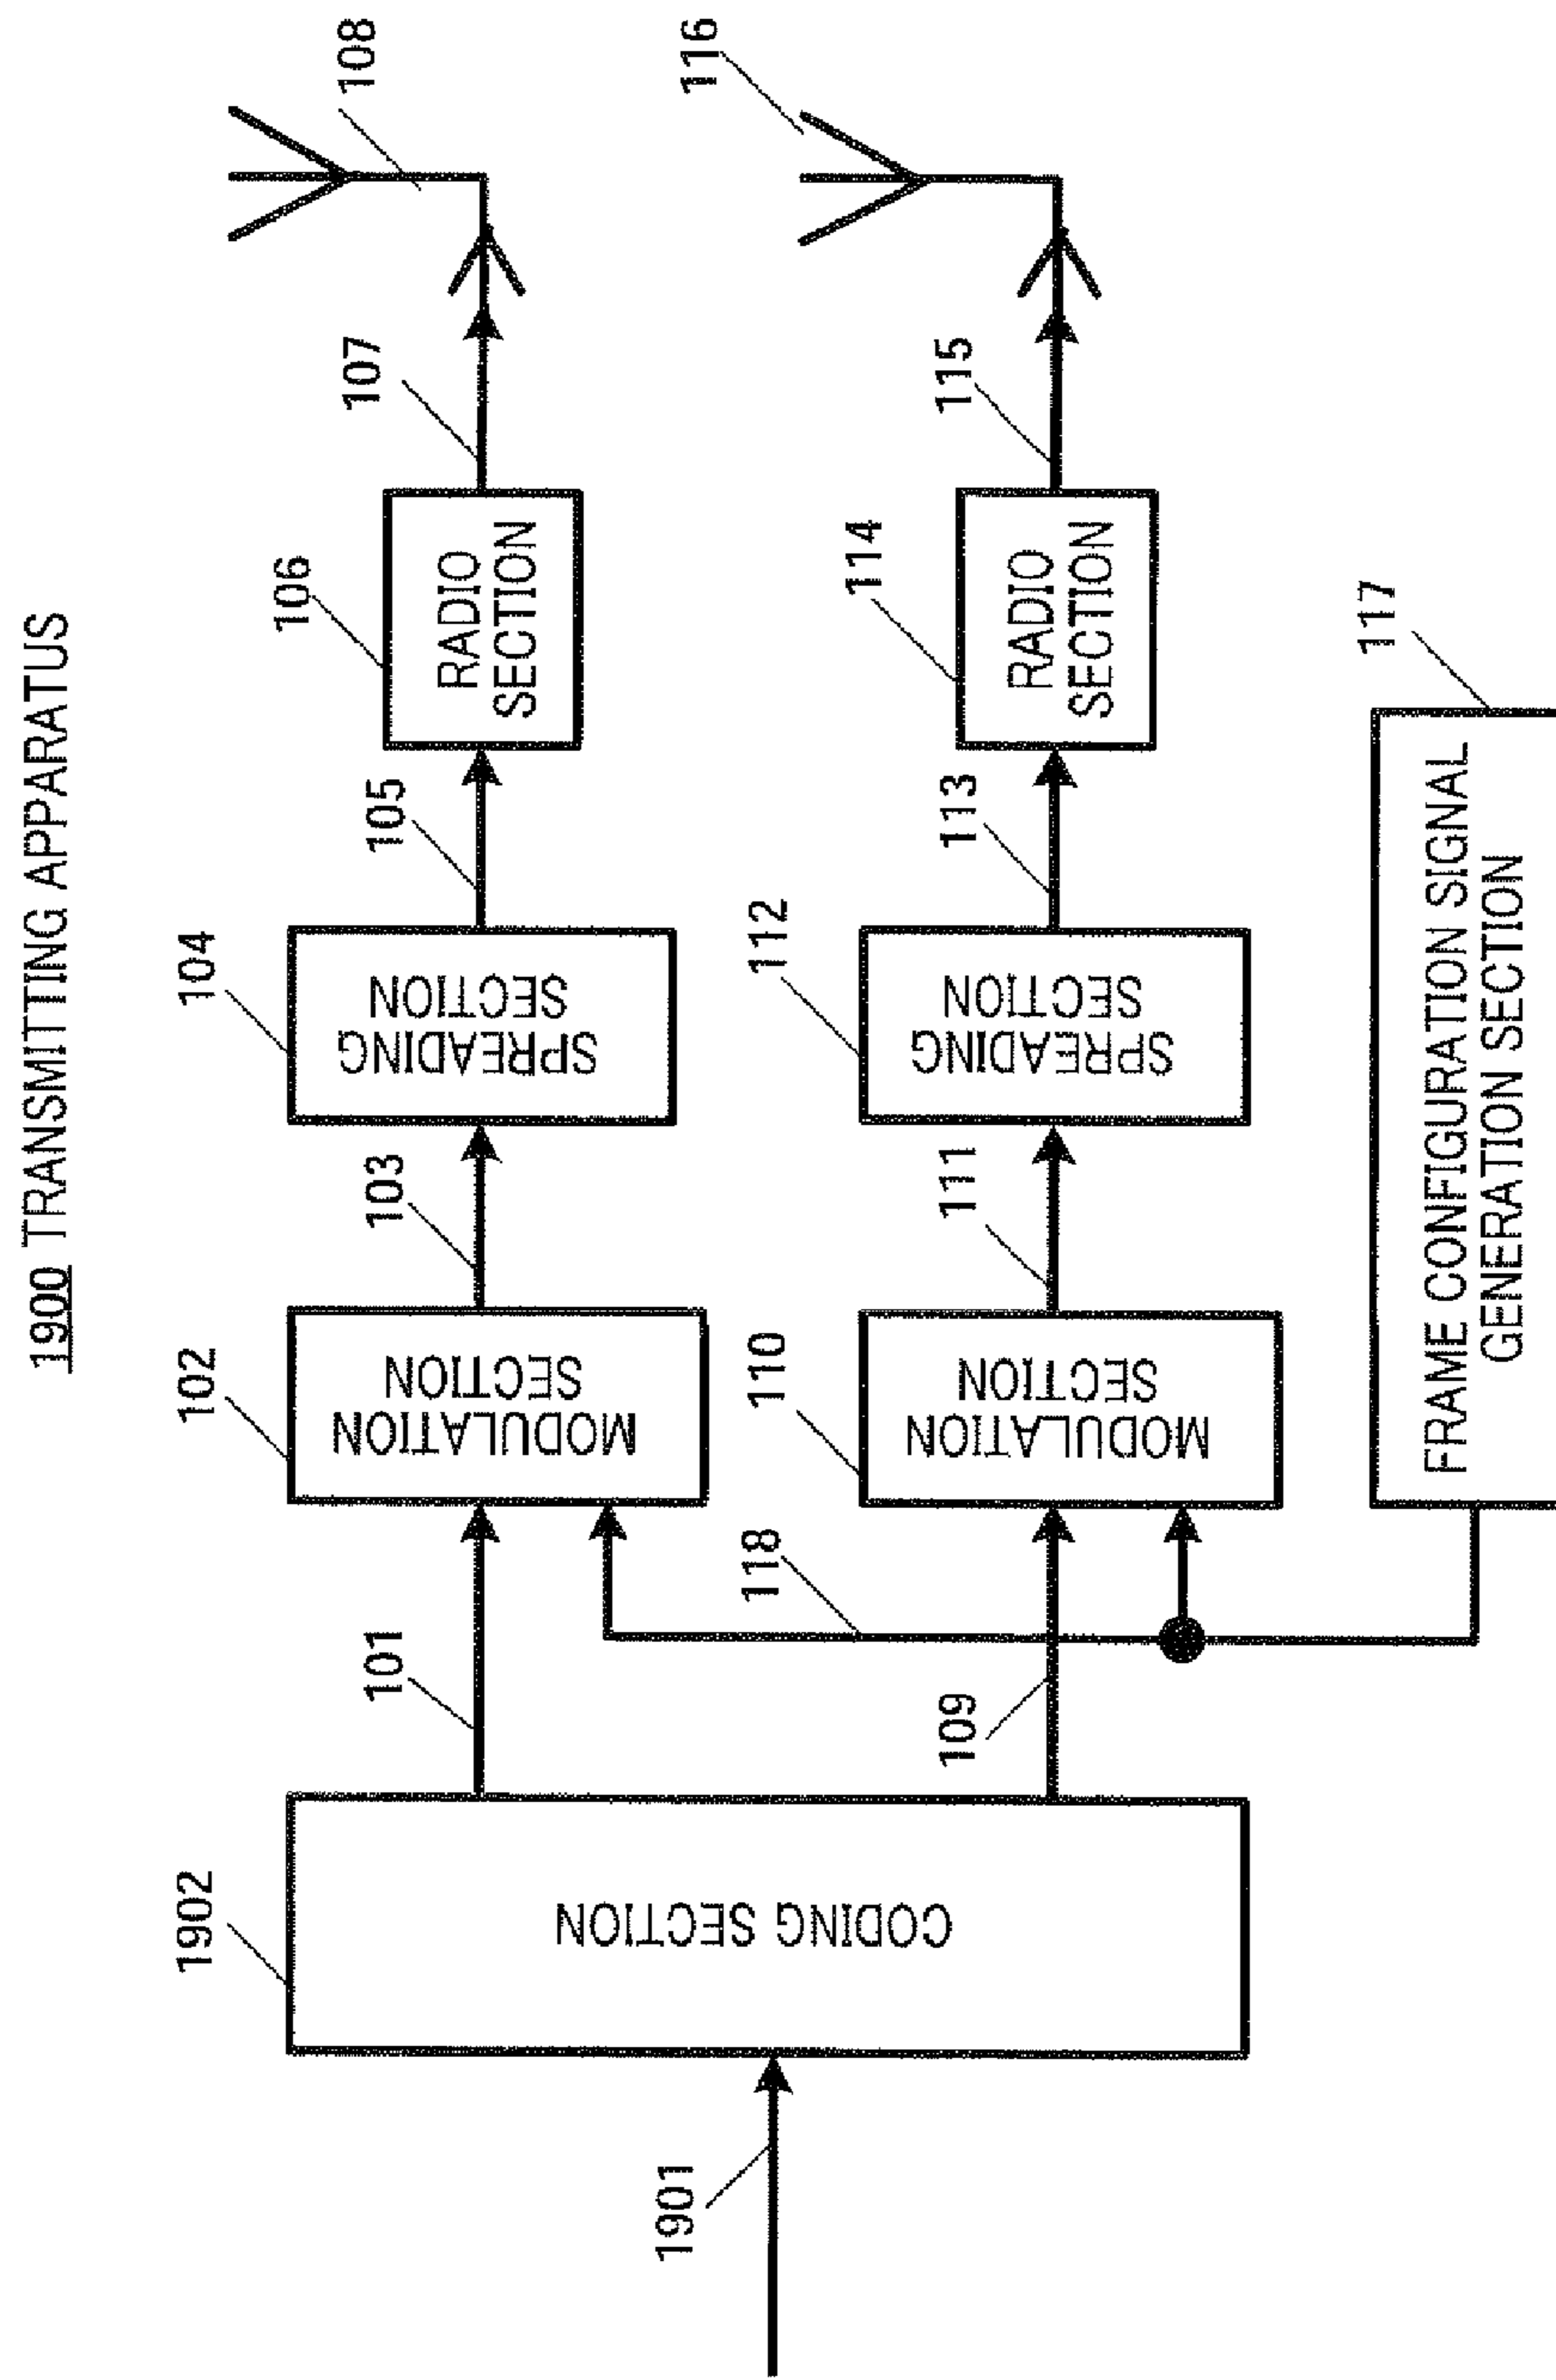 1900 TRANSMITTING APPARATUS
1901
1902
CODING SECTION
101
102
MODULATION
SECTION
103
104
SPREADING
SECTION
105
106
RADIO
SECTION
107
108
109
118
110
MODULATION
SECTION
111
112
SPREADING
SECTION
113
114
RADIO
SECTION
115
116
117
FRAME CONFIGURATION SIGNAL
GENERATION SECTION